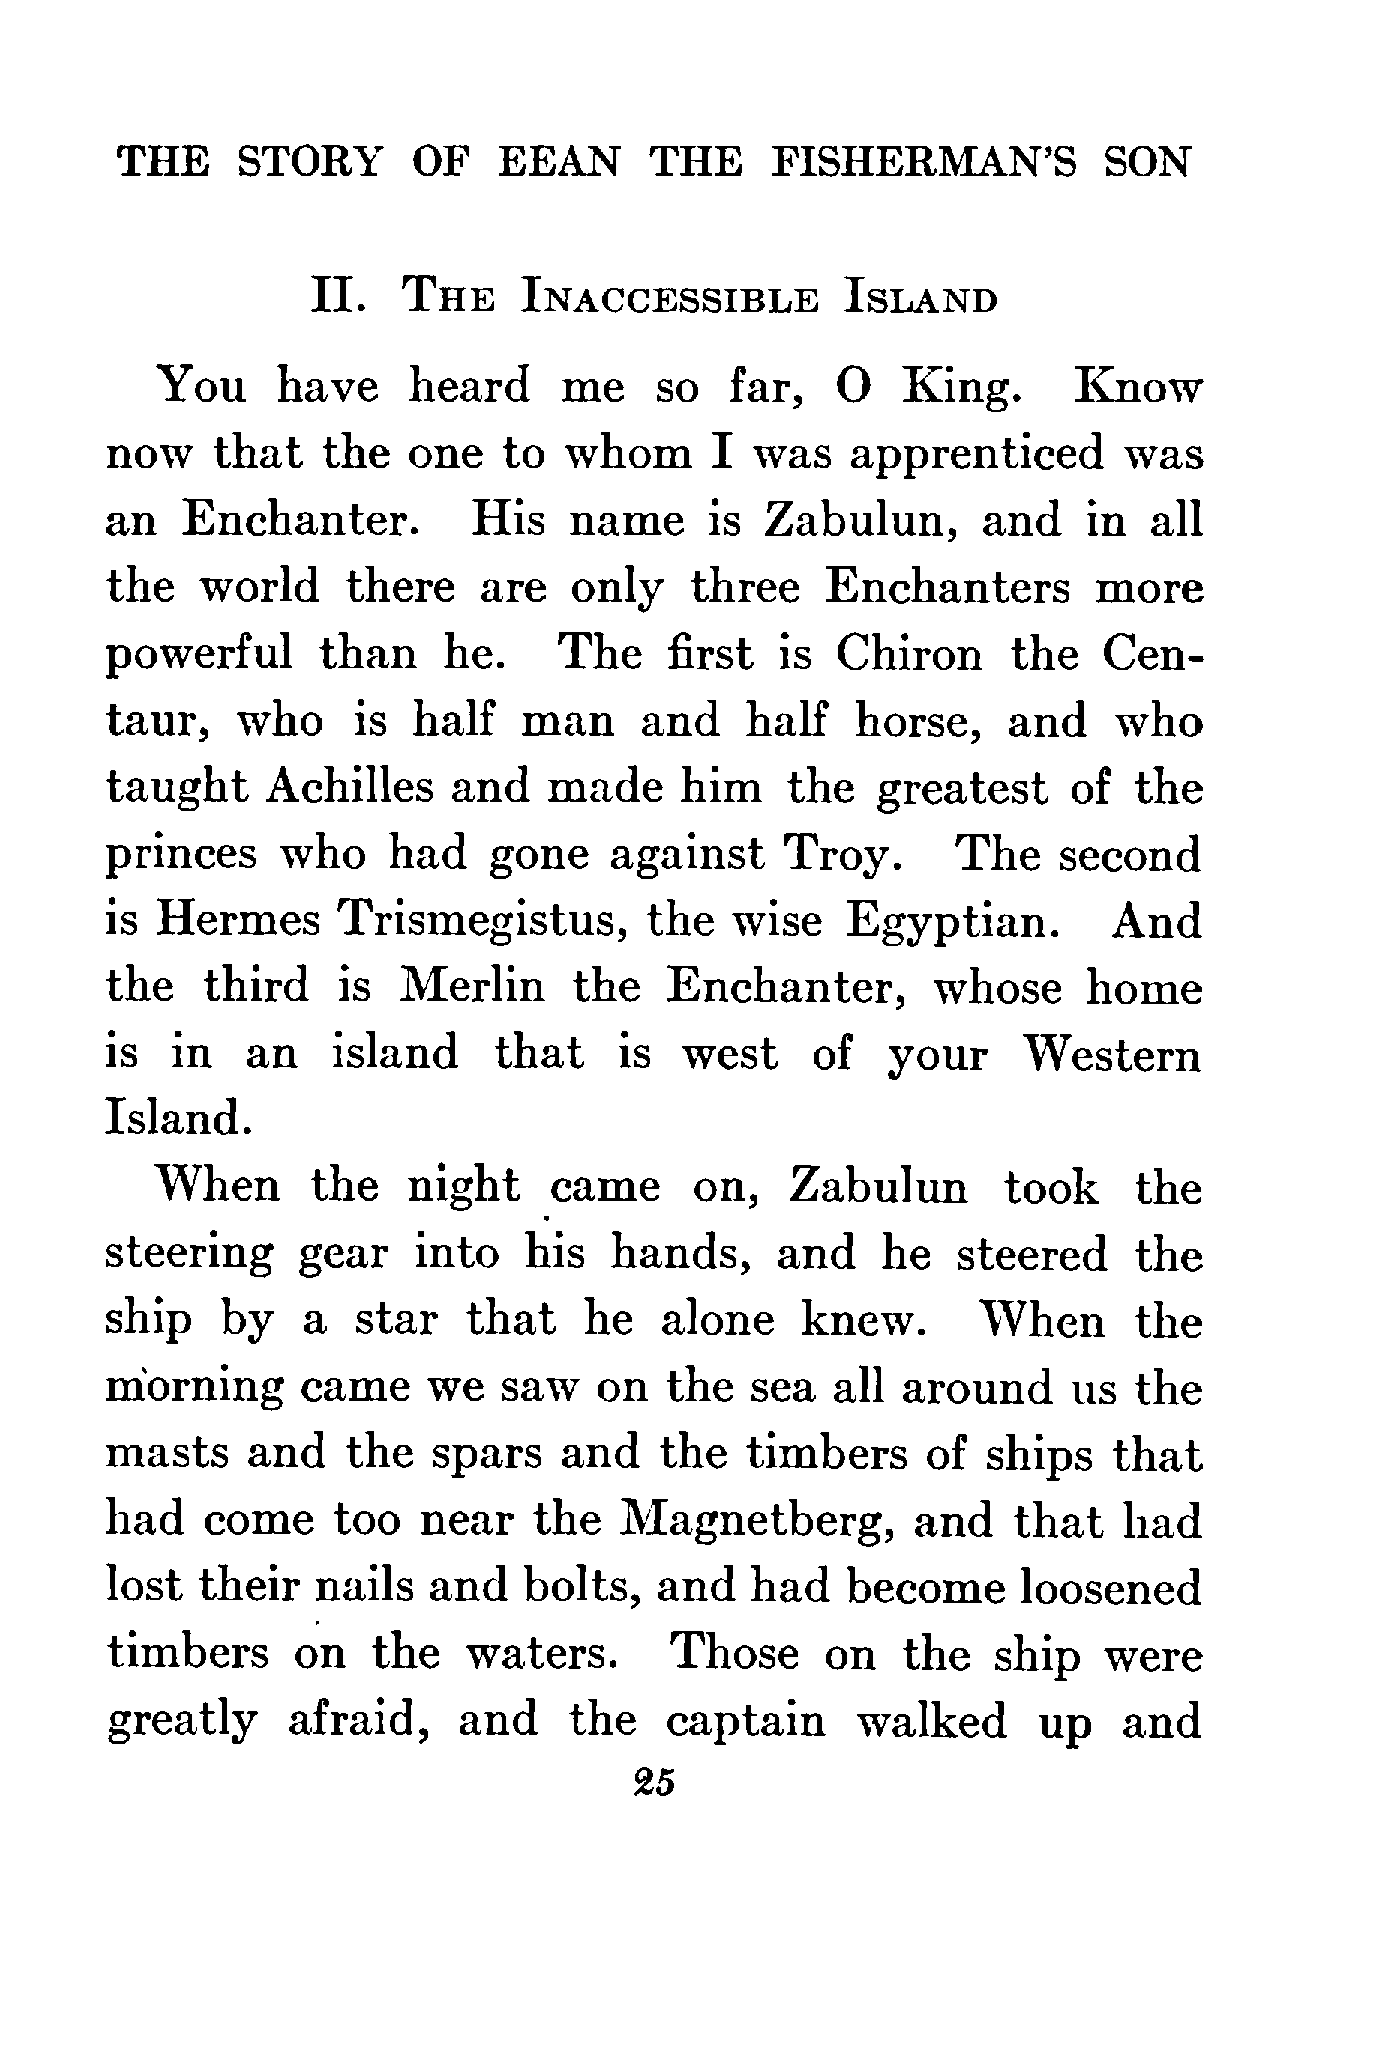 THE STORY OF EEAN THE FISHERMAN'S SON
II. THE INACCESSIBLE ISLAND
You have heard me so far, O King. Know
now that the one to whom I was apprenticed was
an Enchanter. His name is Zabulun, and in all
the world there are only three Enchanters more
powerful than he. The first is Chiron the Cen-
taur, who is half man and half horse, and who
taught Achilles and made him the greatest of the
princes who had gone against Troy. The second
is Hermes Trismegistus, the wise Egyptian. And
the third is Merlin the Enchanter, whose home
is in an island that is west of your Western
Island.
When the night came on, Zabulun took the
steering gear into his hands, and he steered the
ship by a star that he alone knew. When the
morning came we saw on the sea all around us the
masts and the spars and the timbers of ships that
had come too near the Magnetberg, and that had
lost their nails and bolts, and had become loosened
timbers on the waters. Those on the ship were
greatly afraid, and the captain walked up and
25